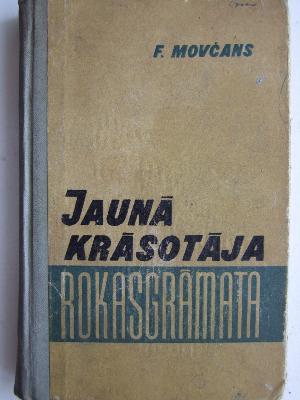 F. MOVČANS
JAUNĀ
KRĀSOTĀJA
ROKASGRĀMATA